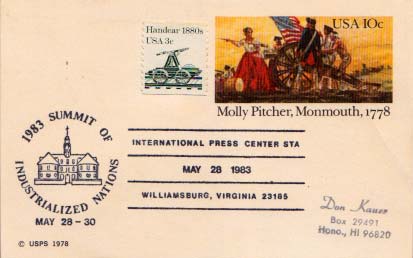 Handcar 1880s
USA 3c
USA 10c
Molly Pitcher, Monmouth, 1778
1983 SUMMIT OF
INDUSTRIALIZED NATIONS
MAY 28 - 30
INTERNATIONAL PRESS CENTER STA
MAY 28 1983
WILLIAMSBURG, VIRGINIA 23185
Don Kauer
Box 29491
Hono., HI 96820
© USPS 1978